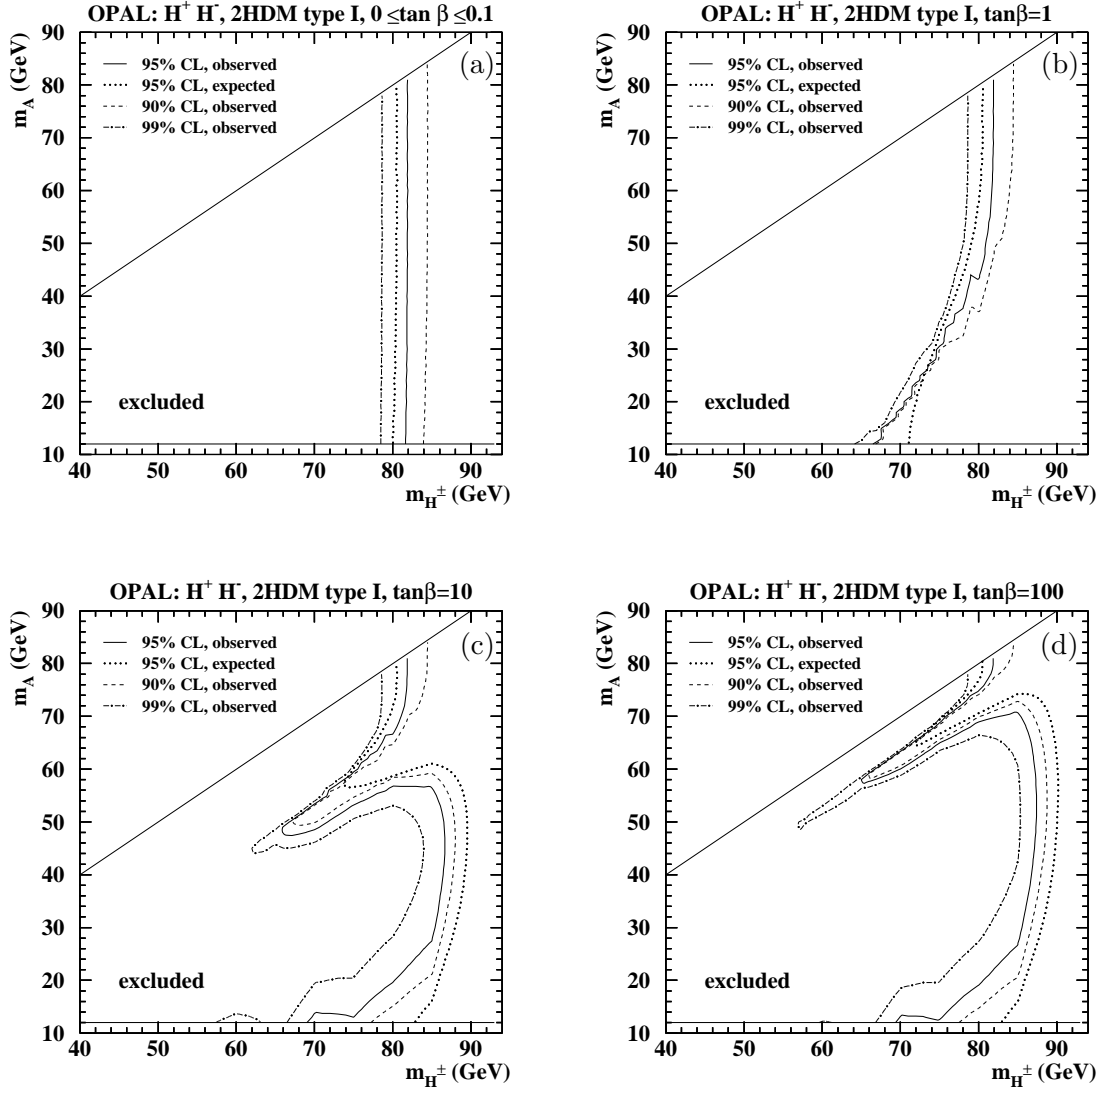 OPAL: H⁺ H⁻, 2HDM type I, 0 ≤tan β ≤0.1
m_A (GeV)
(a)
95% CL, observed
95% CL, expected
90% CL, observed
99% CL, observed
excluded
90
80
70
60
50
40
30
20
10
40 50 60 70 80 90
m_H± (GeV)
OPAL: H⁺ H⁻, 2HDM type I, tanβ=1
m_A (GeV)
(b)
95% CL, observed
95% CL, expected
90% CL, observed
99% CL, observed
excluded
90
80
70
60
50
40
30
20
10
40 50 60 70 80 90
m_H± (GeV)
OPAL: H⁺ H⁻, 2HDM type I, tanβ=10
m_A (GeV)
(c)
95% CL, observed
95% CL, expected
90% CL, observed
99% CL, observed
excluded
90
80
70
60
50
40
30
20
10
40 50 60 70 80 90
m_H± (GeV)
OPAL: H⁺ H⁻, 2HDM type I, tanβ=100
m_A (GeV)
(d)
95% CL, observed
95% CL, expected
90% CL, observed
99% CL, observed
excluded
90
80
70
60
50
40
30
20
10
40 50 60 70 80 90
m_H± (GeV)